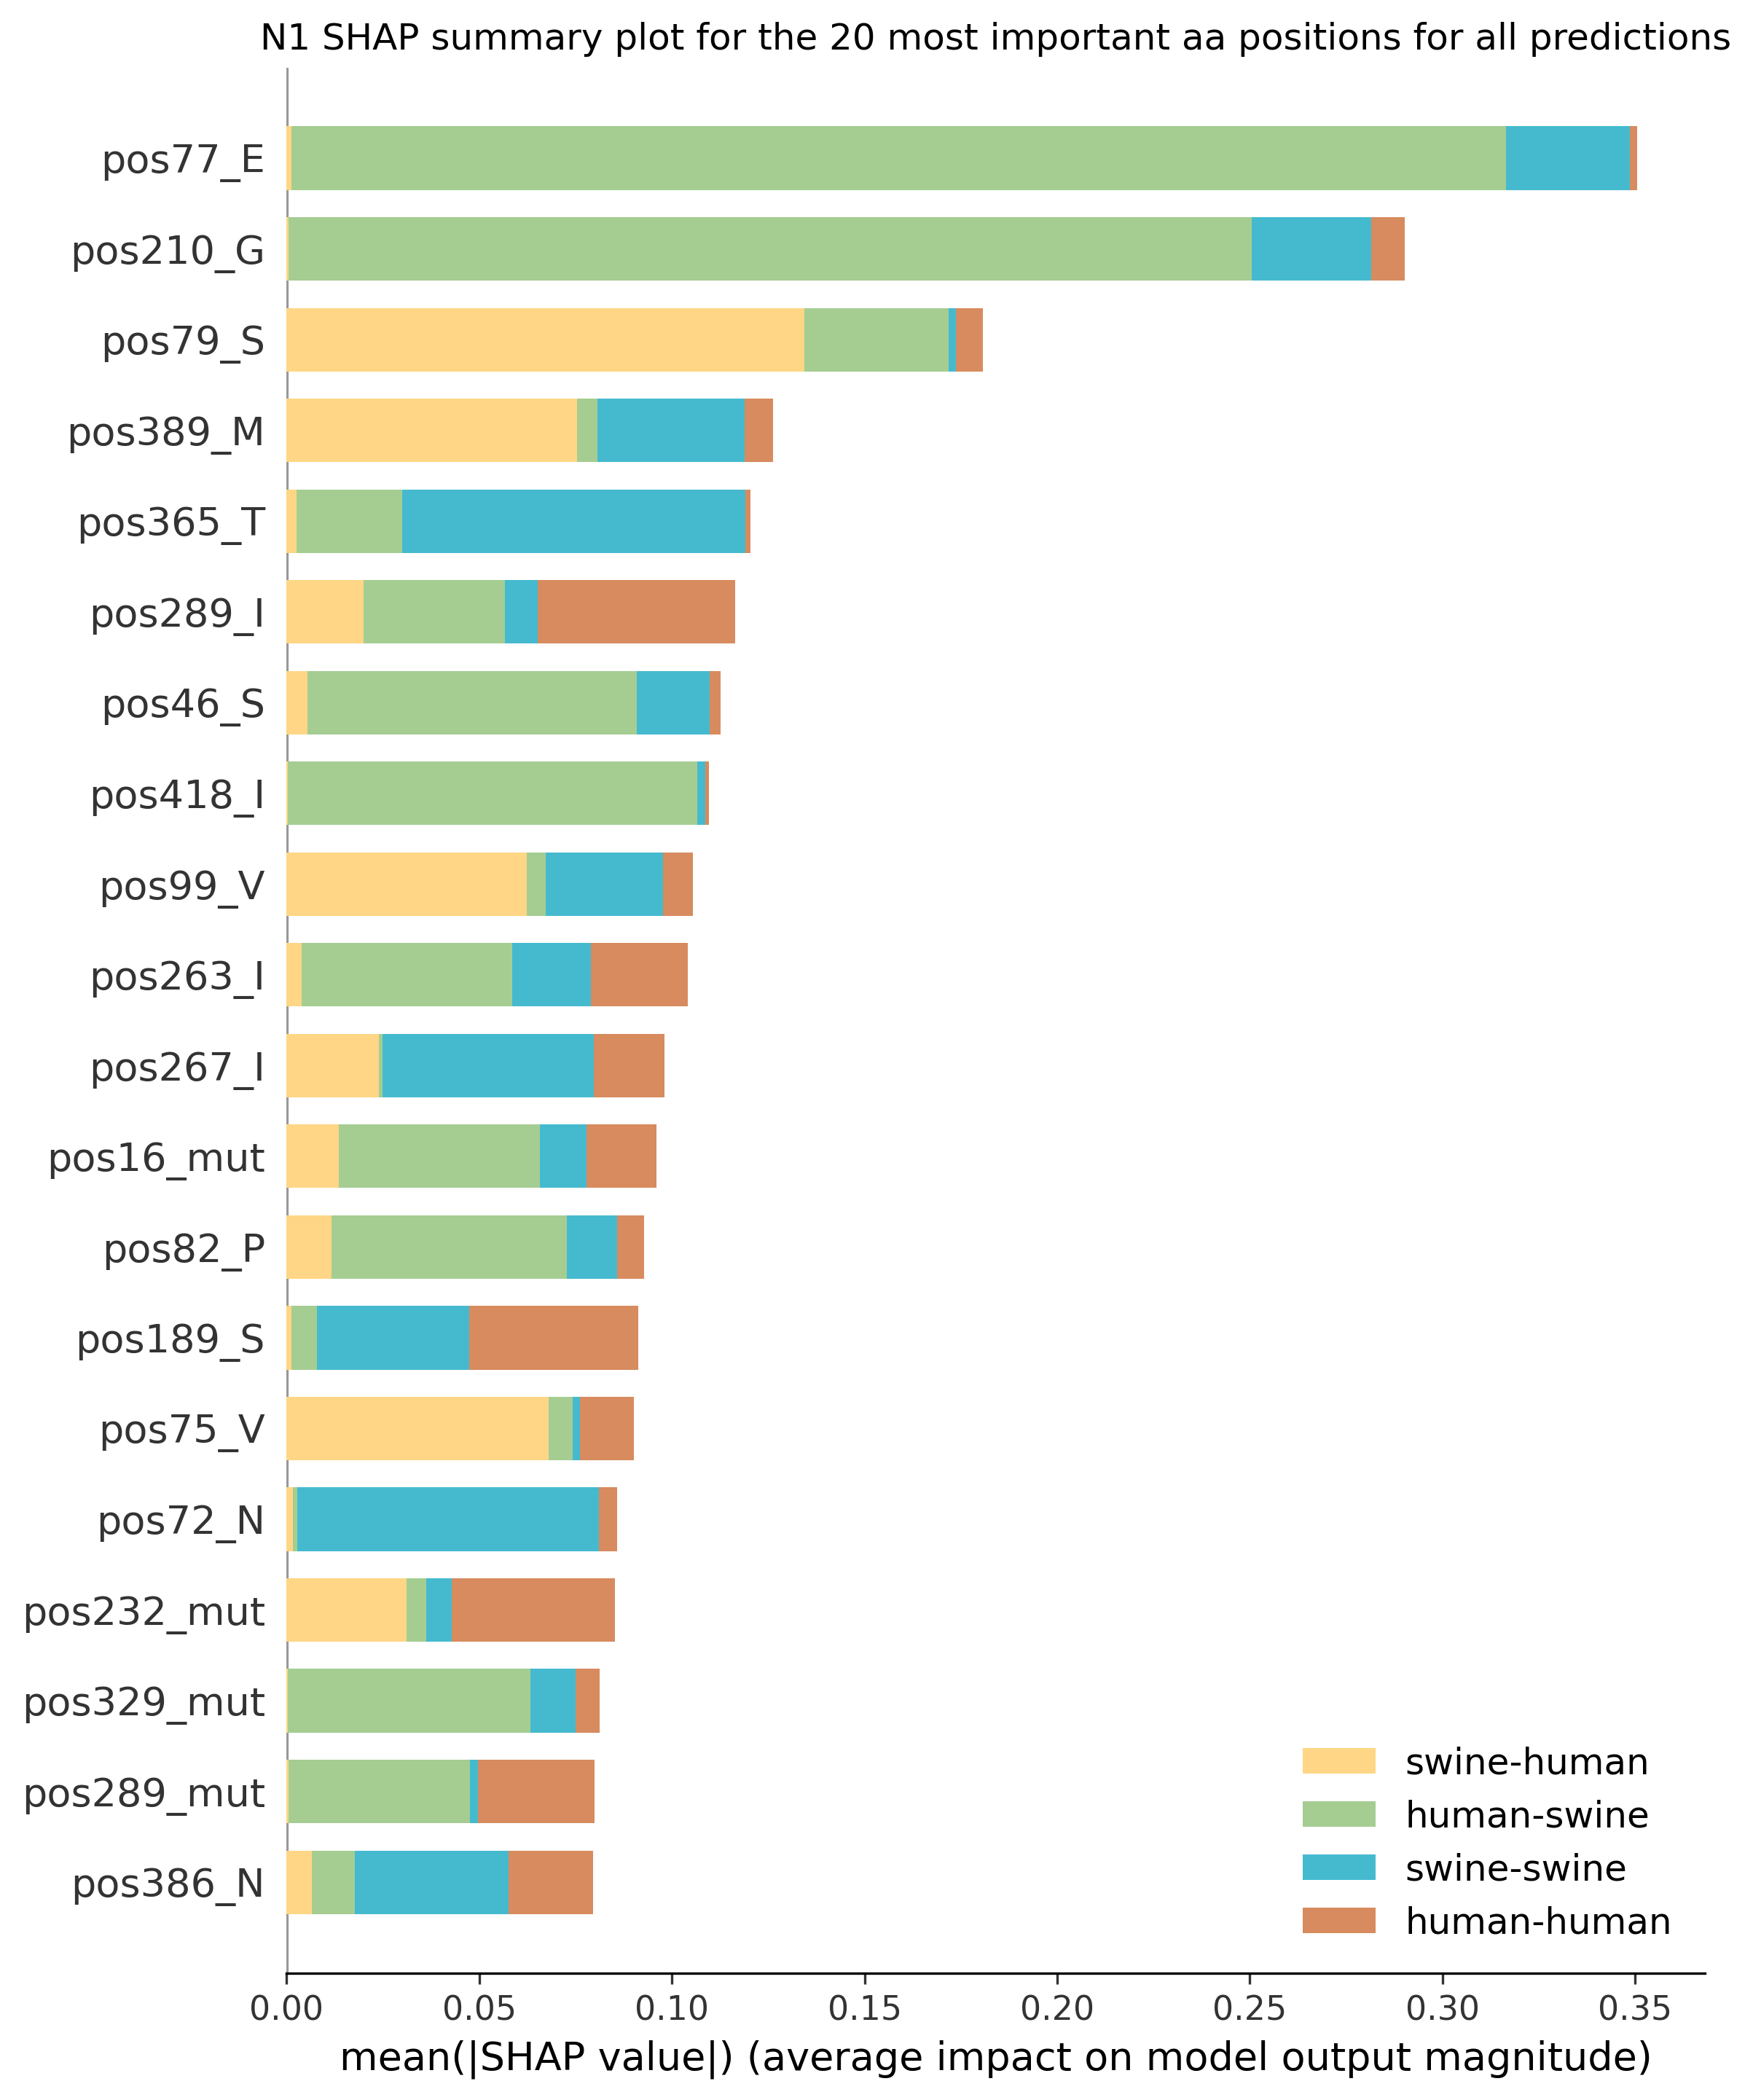 N1 SHAP summary plot for the 20 most important aa positions for all predictions
pos77_E
pos210_G
pos79_S
pos389_M
pos365_T
pos289_I
pos46_S
pos418_I
pos99_V
pos263_I
pos267_I
pos16_mut
pos82_P
pos189_S
pos75_V
pos72_N
pos232_mut
pos329_mut
pos289_mut
pos386_N
swine-human
human-swine
swine-swine
human-human
0.00 0.05 0.10 0.15 0.20 0.25 0.30 0.35
mean(|SHAP value|) (average impact on model output magnitude)